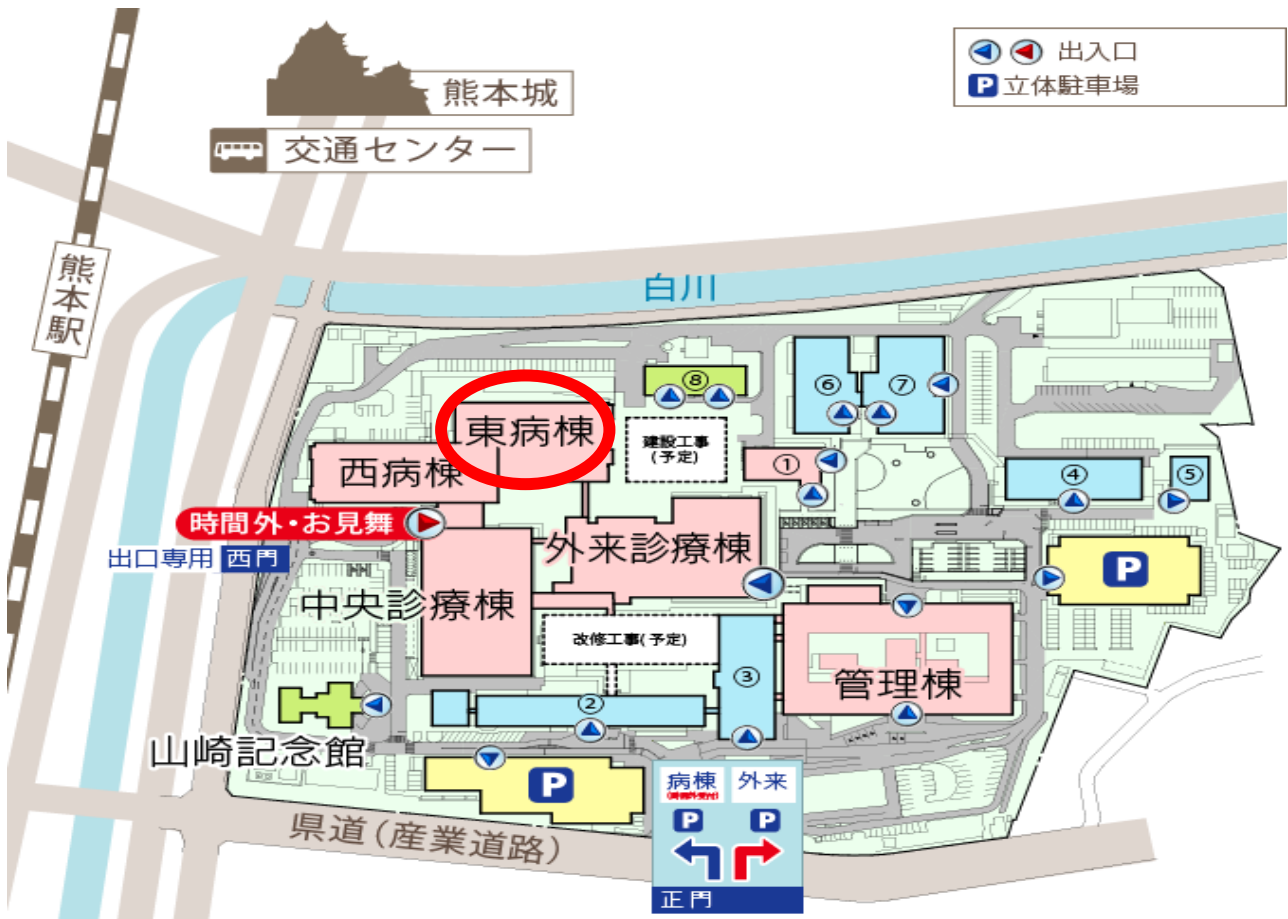 出入口
P 立体駐車場
熊本城
交通センター
熊本駅
白川
⑧
⑥
⑦
東病棟
建設工事
(予定)
西病棟
①
④
⑤
時間外・お見舞
外来診療棟
出口専用 西門
P
中央診療棟
改修工事(予定)
管理棟
③
②
山崎記念館
P
病棟
外来
P
P
県道(産業道路)
正門